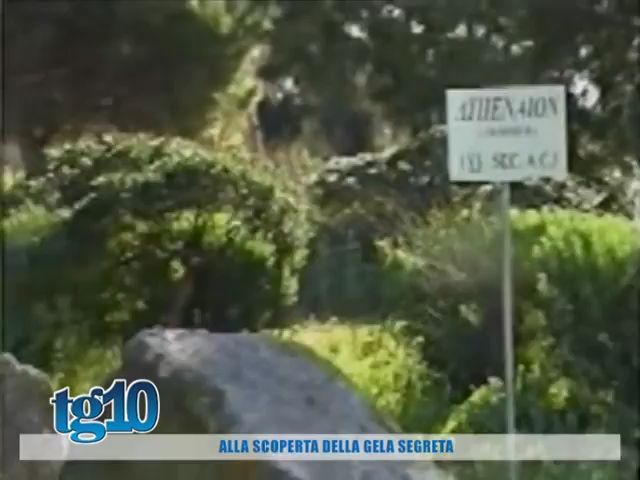 ATHENAION
(VI SEC. A.C.)
tg10
ALLA SCOPERTA DELLA GELA SEGRETA